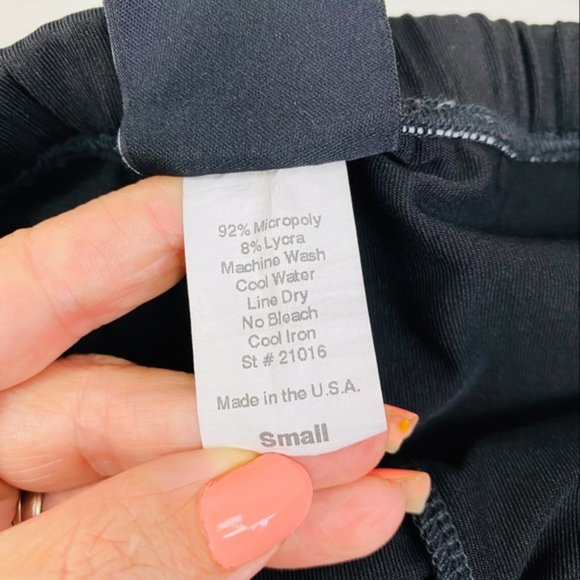 92% Micropoly
8% Lycra
Machine Wash
Cool Water
Line Dry
No Bleach
Cool Iron
St # 21016
Made in the U.S.A.
Small